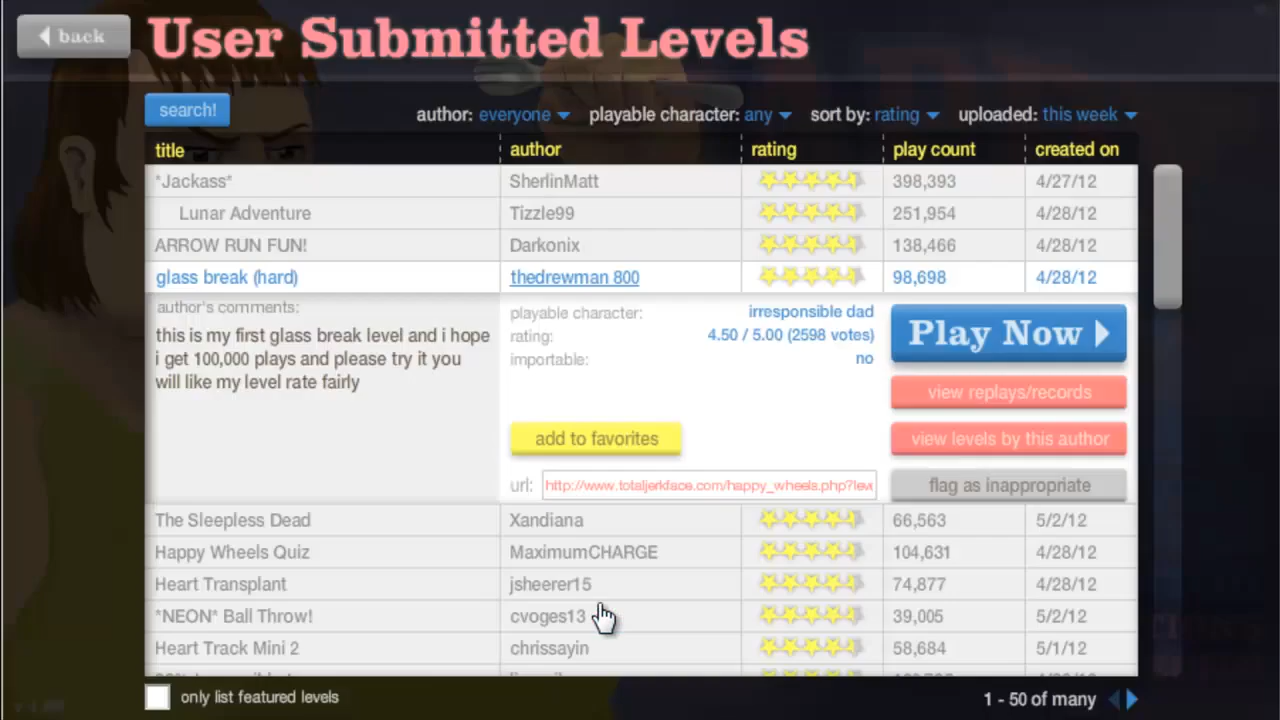 back
User Submitted Levels
search!
author: everyone playable character: any sort by: rating uploaded: this week
title author rating play count created on
*Jackass* SherlinMatt 398,393 4/27/12
Lunar Adventure Tizzle99 251,954 4/28/12
ARROW RUN FUN! Darkonix 138,466 4/28/12
glass break (hard) thedrewman 800 98,698 4/28/12
author's comments:
this is my first glass break level and i hope
i get 100,000 plays and please try it you
will like my level rate fairly
playable character: irresponsible dad
rating: 4.50 / 5.00 (2598 votes)
importable: no
add to favorites
url: http://www.totaljerkface.com/happy_wheels.php?leve
Play Now
view replays/records
view levels by this author
flag as inappropriate
The Sleepless Dead Xandiana 66,563 5/2/12
Happy Wheels Quiz MaximumCHARGE 104,631 4/28/12
Heart Transplant jsheerer15 74,877 4/28/12
*NEON* Ball Throw! cvoges13 39,005 5/2/12
Heart Track Mini 2 chrissayin 58,684 5/1/12
only list featured levels
1 - 50 of many